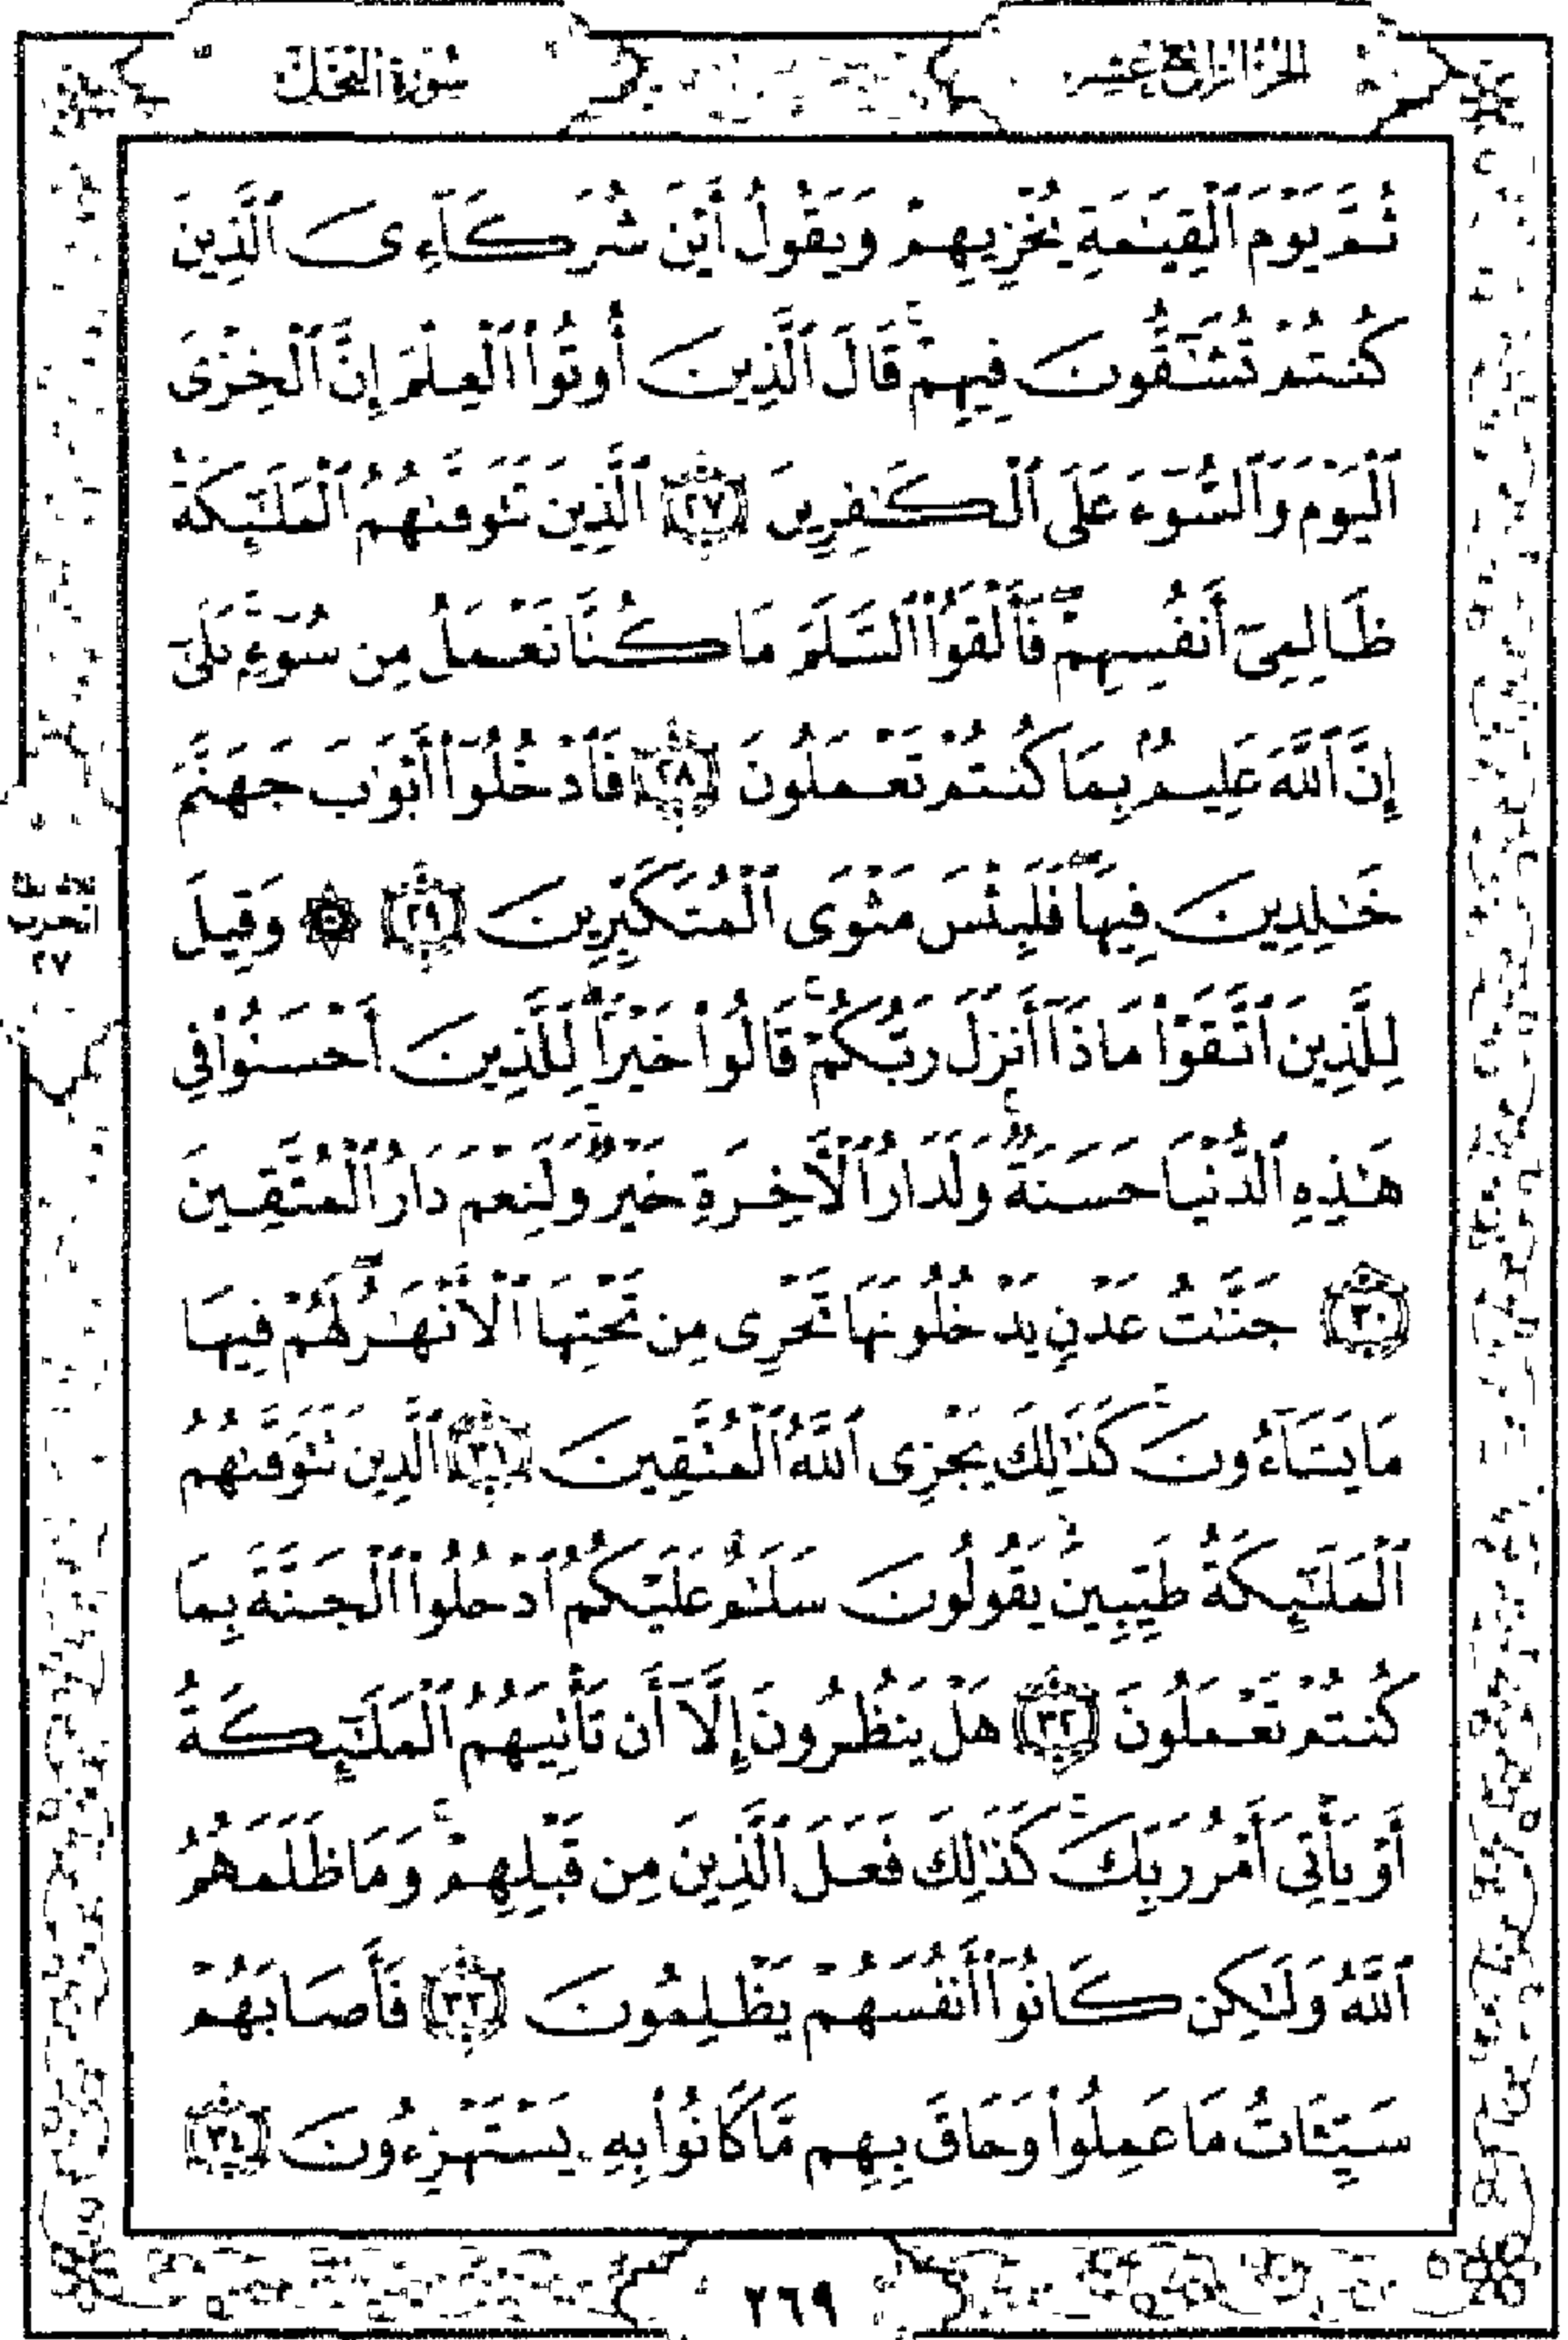 الجزء الرابع عشر
سورة النحل
ثُمَّ يَوْمَ ٱلْقِيَٰمَةِ يُخْزِيهِمْ وَيَقُولُ أَيْنَ شُرَكَآءِىَ ٱلَّذِينَ
كُنتُمْ تُشَٰٓقُّونَ فِيهِمْ ۚ قَالَ ٱلَّذِينَ أُوتُوا۟ ٱلْعِلْمَ إِنَّ ٱلْخِزْىَ
ٱلْيَوْمَ وَٱلسُّوٓءَ عَلَى ٱلْكَٰفِرِينَ ٢٧ ٱلَّذِينَ تَتَوَفَّىٰهُمُ ٱلْمَلَٰٓئِكَةُ
ظَالِمِىٓ أَنفُسِهِمْ ۖ فَأَلْقَوُا۟ ٱلسَّلَمَ مَا كُنَّا نَعْمَلُ مِن سُوٓءٍۭ ۚ بَلَىٰٓ
إِنَّ ٱللَّهَ عَلِيمٌۢ بِمَا كُنتُمْ تَعْمَلُونَ ٢٨ فَٱدْخُلُوٓا۟ أَبْوَٰبَ جَهَنَّمَ
خَٰلِدِينَ فِيهَا ۖ فَلَبِئْسَ مَثْوَى ٱلْمُتَكَبِّرِينَ ٢٩ ۞ وَقِيلَ
لِلَّذِينَ ٱتَّقَوْا۟ مَاذَآ أَنزَلَ رَبُّكُمْ ۚ قَالُوا۟ خَيْرًا ۗ لِّلَّذِينَ أَحْسَنُوا۟ فِى
هَٰذِهِ ٱلدُّنْيَا حَسَنَةٌ ۚ وَلَدَارُ ٱلْءَاخِرَةِ خَيْرٌ ۚ وَلَنِعْمَ دَارُ ٱلْمُتَّقِينَ
٣٠ جَنَّٰتُ عَدْنٍ يَدْخُلُونَهَا تَجْرِى مِن تَحْتِهَا ٱلْأَنْهَٰرُ ۖ لَهُمْ فِيهَا
مَا يَشَآءُونَ ۚ كَذَٰلِكَ يَجْزِى ٱللَّهُ ٱلْمُتَّقِينَ ٣١ ٱلَّذِينَ تَتَوَفَّىٰهُمُ
ٱلْمَلَٰٓئِكَةُ طَيِّبِينَ ۙ يَقُولُونَ سَلَٰمٌ عَلَيْكُمُ ٱدْخُلُوا۟ ٱلْجَنَّةَ بِمَا
كُنتُمْ تَعْمَلُونَ ٣٢ هَلْ يَنظُرُونَ إِلَّآ أَن تَأْتِيَهُمُ ٱلْمَلَٰٓئِكَةُ
أَوْ يَأْتِىَ أَمْرُ رَبِّكَ ۚ كَذَٰلِكَ فَعَلَ ٱلَّذِينَ مِن قَبْلِهِمْ ۚ وَمَا ظَلَمَهُمُ
ٱللَّهُ وَلَٰكِن كَانُوٓا۟ أَنفُسَهُمْ يَظْلِمُونَ ٣٣ فَأَصَابَهُمْ
سَيِّـَٔاتُ مَا عَمِلُوا۟ وَحَاقَ بِهِم مَّا كَانُوا۟ بِهِۦ يَسْتَهْزِءُونَ ٣٤
الحزب
٢٧
٢٦٩